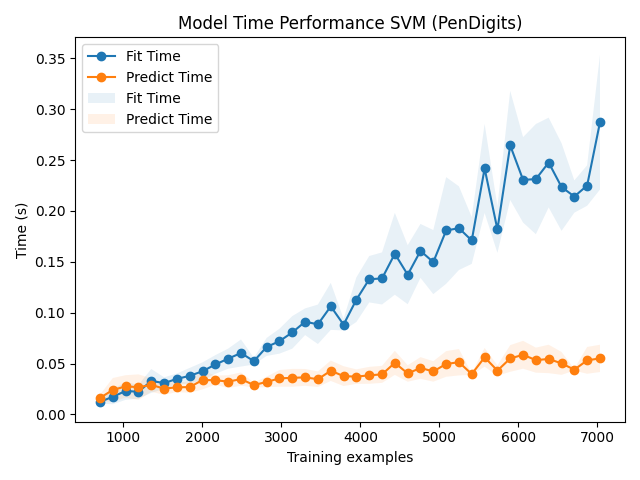 Model Time Performance SVM (PenDigits)
Fit Time
Predict Time
Fit Time
Predict Time
0.35
0.30
0.25
0.20
0.15
0.10
0.05
0.00
Time (s)
1000 2000 3000 4000 5000 6000 7000
Training examples